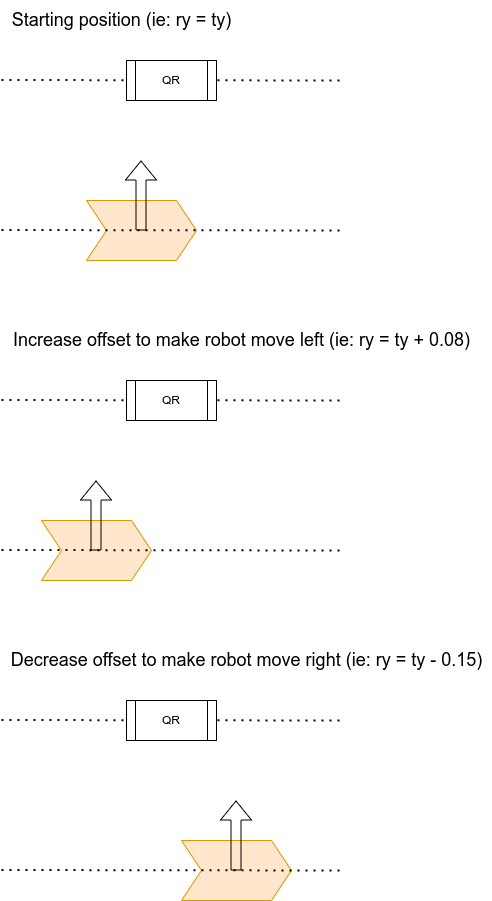 Starting position (ie: ry = ty)
QR
Increase offset to make robot move left (ie: ry = ty + 0.08)
QR
Decrease offset to make robot move right (ie: ry = ty - 0.15)
QR